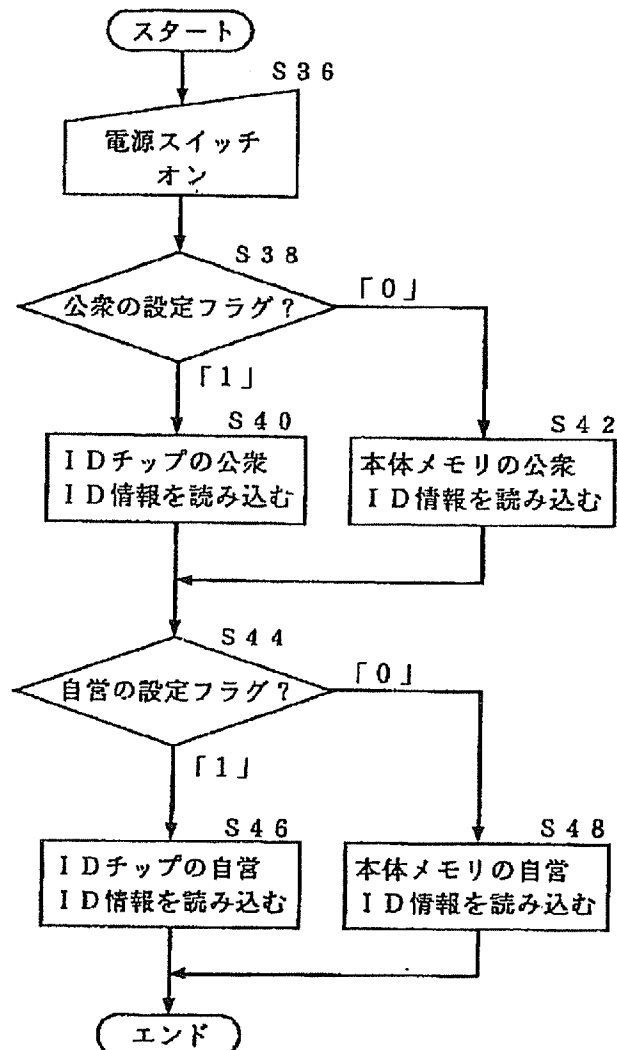 スタート
S36
電源スイッチ
オン
S38
公衆の設定フラグ?
「0」
「1」
S40
IDチップの公衆
ID情報を読み込む
S42
本体メモリの公衆
ID情報を読み込む
S44
自営の設定フラグ?
「0」
「1」
S46
IDチップの自営
ID情報を読み込む
S48
本体メモリの自営
ID情報を読み込む
エンド